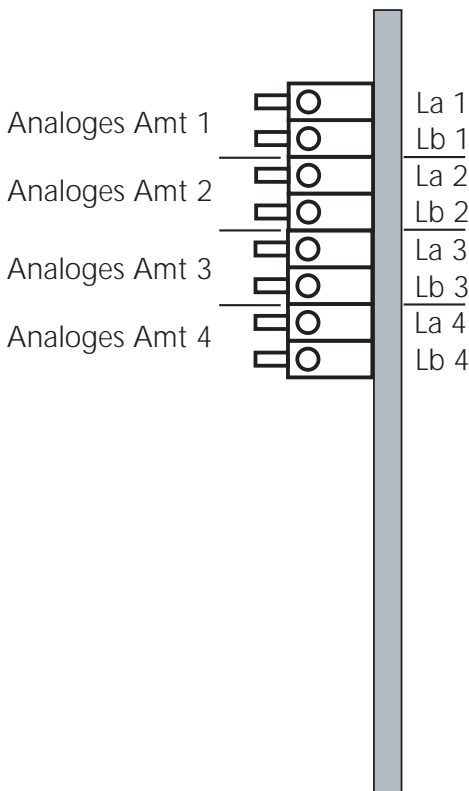 Analoges Amt 1
La 1
Lb 1
Analoges Amt 2
La 2
Lb 2
Analoges Amt 3
La 3
Lb 3
Analoges Amt 4
La 4
Lb 4